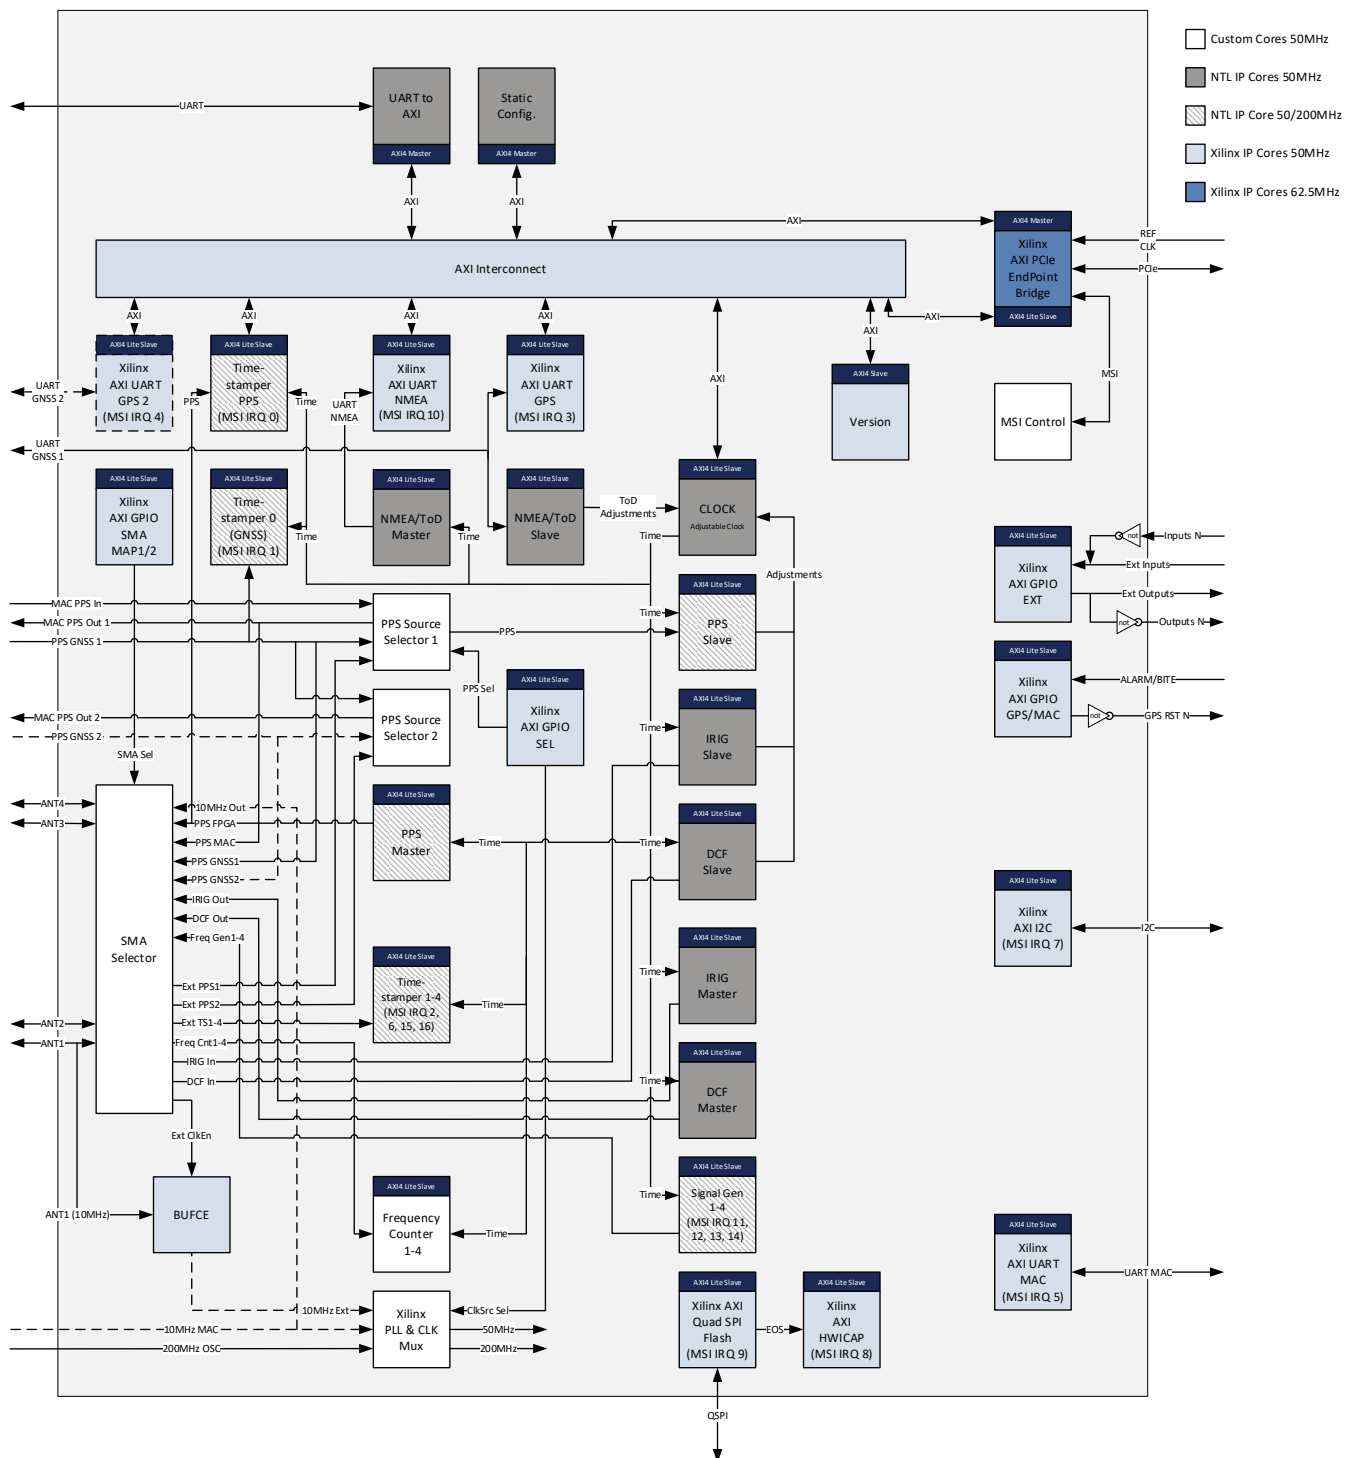 Custom Cores 50MHz
NTL IP Cores 50MHz
NTL IP Core 50/200MHz
Xilinx IP Cores 50MHz
Xilinx IP Cores 62.5MHz
UART
UART to
AXI
AXI4 Master
Static
Config.
AXI4 Master
AXI
AXI
AXI
AXI Interconnect
AXI4 Master
Xilinx
AXI PCIe
EndPoint
Bridge
AXI4 Lite Slave
REF
CLK
PCIe
AXI
AXI
AXI
AXI
AXI
AXI
AXI
MSI
AXI4 Lite Slave
Xilinx
AXI UART
GPS 2
(MSI IRQ 4)
UART
GNSS 2
AXI4 Lite Slave
Time-
stamper
PPS
(MSI IRQ 0)
PPS
Time
AXI4 Lite Slave
Xilinx
AXI UART
NMEA
(MSI IRQ 10)
UART
NMEA
AXI4 Lite Slave
Xilinx
AXI UART
GPS
(MSI IRQ 3)
AXI4 Slave
Version
MSI Control
UART
GNSS 1
AXI4 Lite Slave
Xilinx
AXI GPIO
SMA
MAP1/2
AXI4 Lite Slave
Time-
stamper 0
(GNSS)
(MSI IRQ 1)
Time
AXI4 Lite Slave
NMEA/ToD
Master
Time
AXI4 Lite Slave
NMEA/ToD
Slave
ToD
Adjustments
AXI4 Lite Slave
CLOCK
Adjustable Clock
Time
Adjustments
AXI4 Lite Slave
Xilinx
AXI GPIO
EXT
not
Inputs N
Ext Inputs
Ext Outputs
not
Outputs N
MAC PPS In
MAC PPS Out 1
PPS GNSS 1
PPS Source
Selector 1
PPS
Time
AXI4 Lite Slave
PPS
Slave
PPS Sel
AXI4 Lite Slave
Xilinx
AXI GPIO
SEL
AXI4 Lite Slave
Xilinx
AXI GPIO
GPS/MAC
ALARM/BITE
not
GPS RST N
MAC PPS Out 2
PPS GNSS 2
PPS Source
Selector 2
Time
AXI4 Lite Slave
IRIG
Slave
SMA Sel
ANT4
ANT3
ANT2
ANT1
SMA
Selector
10MHz Out
PPS FPGA
PPS MAC
PPS GNSS1
PPS GNSS2
IRIG Out
DCF Out
Freq Gen1-4
Ext PPS1
Ext PPS2
Ext TS1-4
Freq Cnt1-4
IRIG In
DCF In
AXI4 Lite Slave
PPS
Master
Time
Time
AXI4 Lite Slave
DCF
Slave
AXI4 Lite Slave
Xilinx
AXI I2C
(MSI IRQ 7)
I2C
AXI4 Lite Slave
Time-
stamper 1-4
(MSI IRQ 2,
6, 15, 16)
Time
Time
AXI4 Lite Slave
IRIG
Master
Time
AXI4 Lite Slave
DCF
Master
Ext ClkEn
ANT1 (10MHz)
BUFCE
AXI4 Lite Slave
Frequency
Counter
1-4
Time
Time
AXI4 Lite Slave
Signal Gen
1-4
(MSI IRQ 11,
12, 13, 14)
AXI4 Lite Slave
Xilinx
AXI UART
MAC
(MSI IRQ 5)
UART MAC
10MHz Ext
10MHz MAC
200MHz OSC
Xilinx
PLL & CLK
Mux
ClkSrc Sel
50MHz
200MHz
AXI4 Lite Slave
Xilinx AXI
Quad SPI
Flash
(MSI IRQ 9)
EOS
AXI4 Lite Slave
Xilinx
AXI
HWICAP
(MSI IRQ 8)
QSPI